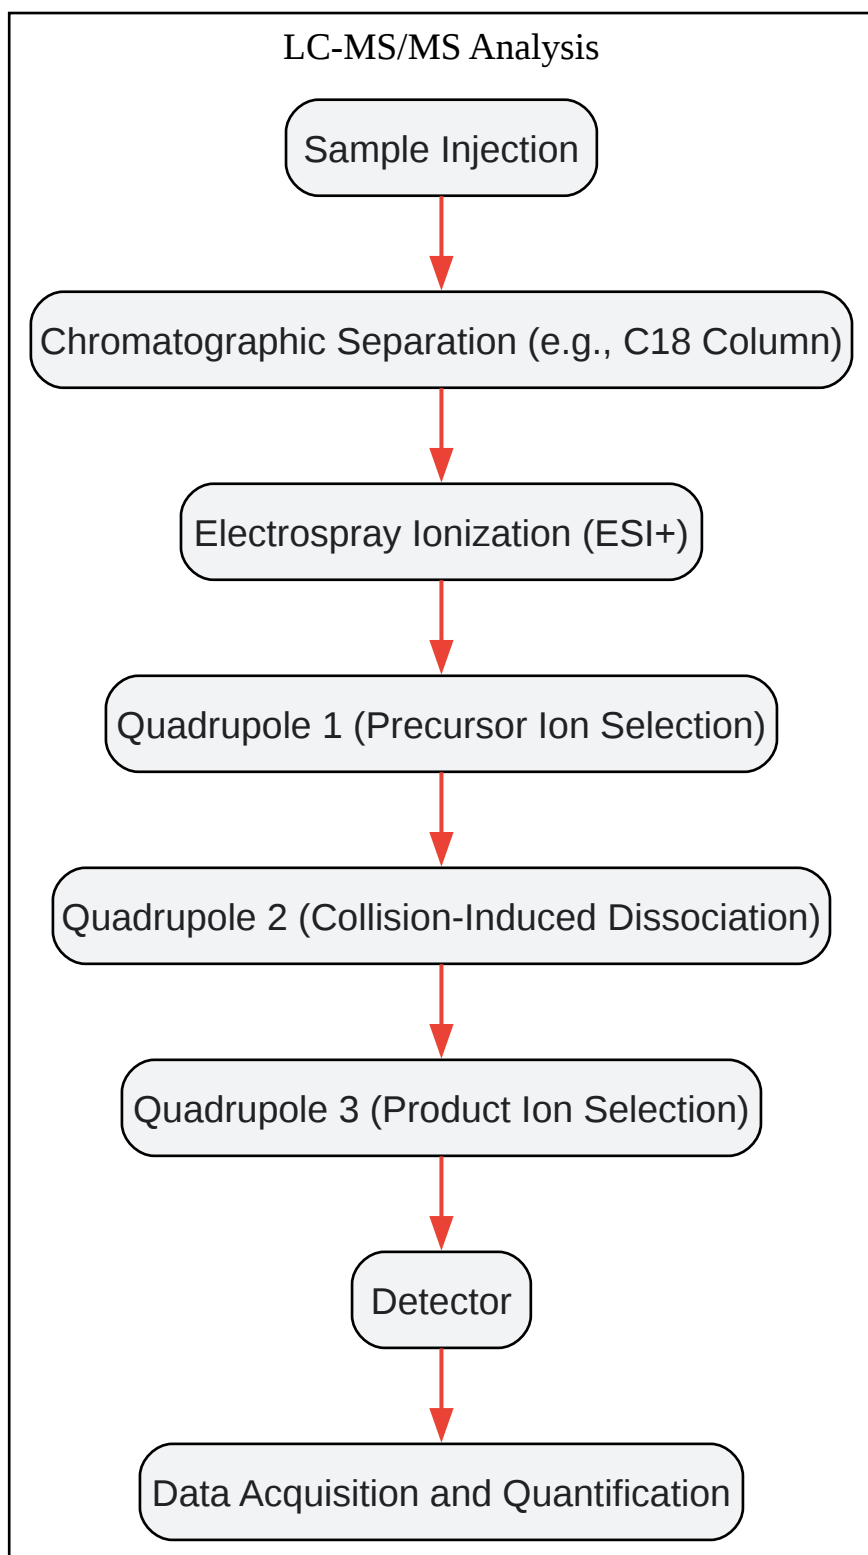 LC-MS/MS Analysis
Sample Injection
Chromatographic Separation (e.g., C18 Column)
Electrospray Ionization (ESI+)
Quadrupole 1 (Precursor Ion Selection)
Quadrupole 2 (Collision-Induced Dissociation)
Quadrupole 3 (Product Ion Selection)
Detector
Data Acquisition and Quantification